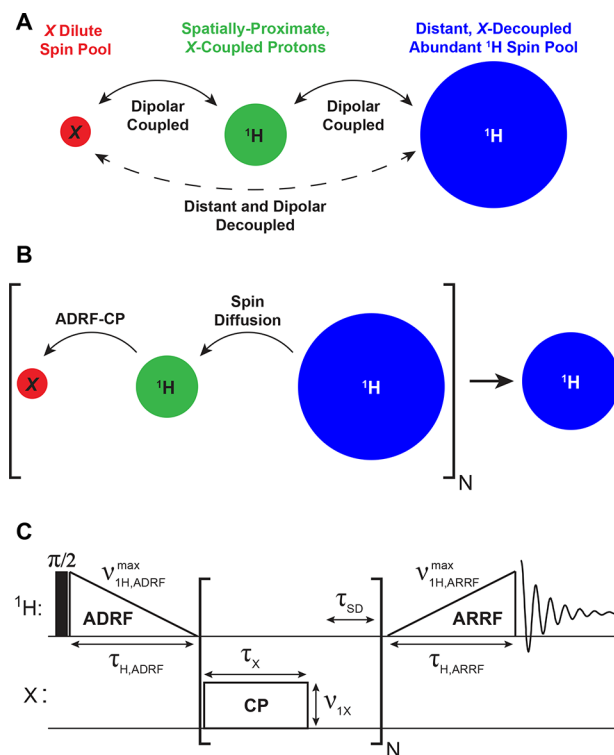 A
X Dilute
Spin Pool
Spatially-Proximate,
X-Coupled Protons
Distant, X-Decoupled
Abundant ¹H Spin Pool
Dipolar
Coupled
Dipolar
Coupled
X
¹H
¹H
Distant and Dipolar
Decoupled
B
ADRF-CP
Spin
Diffusion
X
¹H
¹H
¹H
N
C
π/2
ν₁H,ADRF^max
ν₁H,ARRF^max
¹H:
ADRF
τSD
ARRF
τH,ADRF
τX
τH,ARRF
X:
CP
ν₁X
N